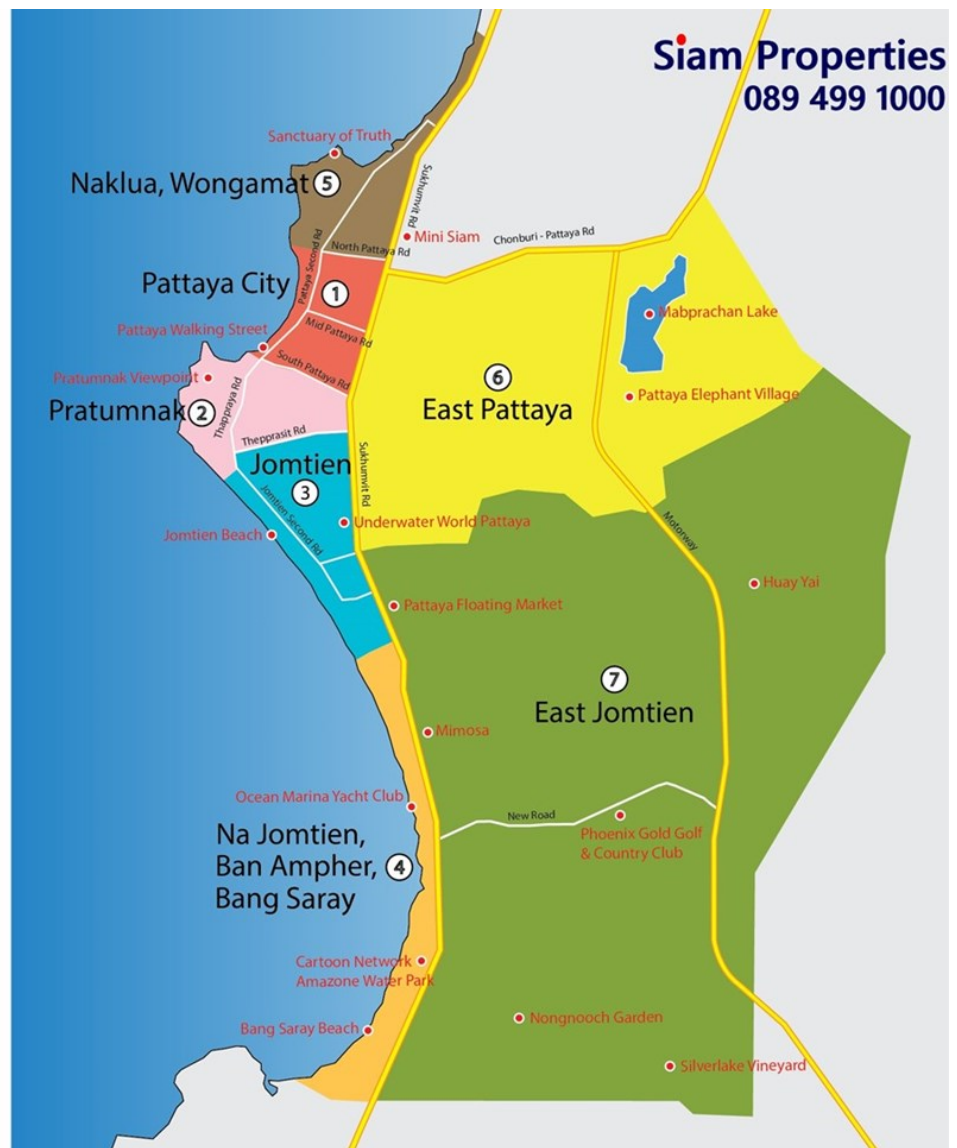 Siam Properties
089 499 1000
Sanctuary of Truth
Naklua, Wongamat
5
Sukhumvit Rd
Mini Siam
Chonburi - Pattaya Rd
North Pattaya Rd
Pattaya Second Rd
Pattaya City
1
Mabprachan Lake
Mid Pattaya Rd
Pattaya Walking Street
South Pattaya Rd
Pratumnak Viewpoint
6
East Pattaya
Pattaya Elephant Village
Pratumnak
2
Thappraya Rd
Thepprasit Rd
Sukhumvit Rd
Jomtien
3
Jomtien Second Rd
Underwater World Pattaya
Jomtien Beach
Motorway
Huay Yai
Pattaya Floating Market
7
East Jomtien
Mimosa
Ocean Marina Yacht Club
New Road
Phoenix Gold Golf
& Country Club
Na Jomtien,
Ban Ampher,
Bang Saray
4
Cartoon Network
Amazone Water Park
Nongnooch Garden
Bang Saray Beach
Silverlake Vineyard